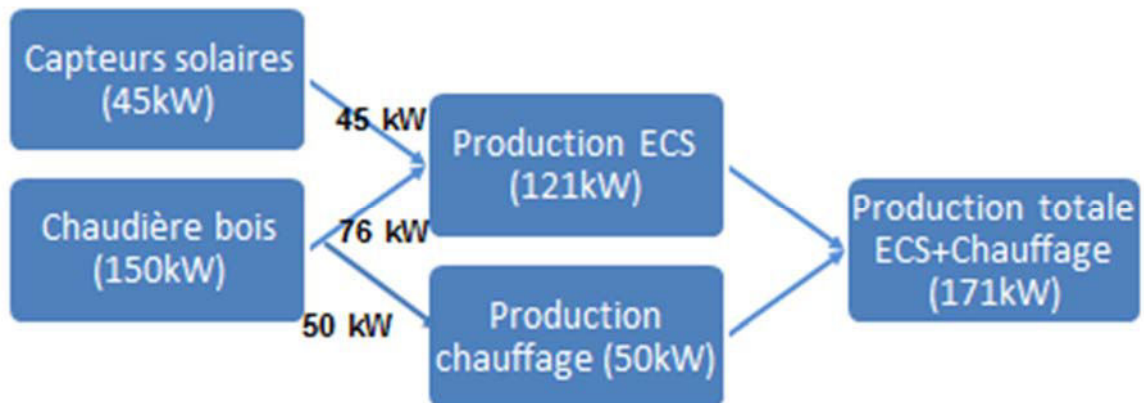 Capteurs solaires
(45kW)
45 kW
Chaudière bois
(150kW)
76 kW
50 kW
Production ECS
(121kW)
Production
chauffage (50kW)
Production totale
ECS+Chauffage
(171kW)